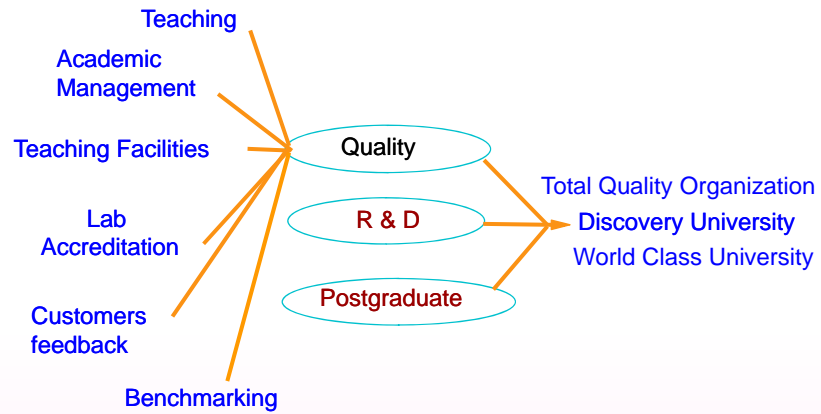 Teaching
Academic
Management
Teaching Facilities
Lab
Accreditation
Customers
feedback
Benchmarking
Quality
R & D
Postgraduate
Total Quality Organization
Discovery University
World Class University